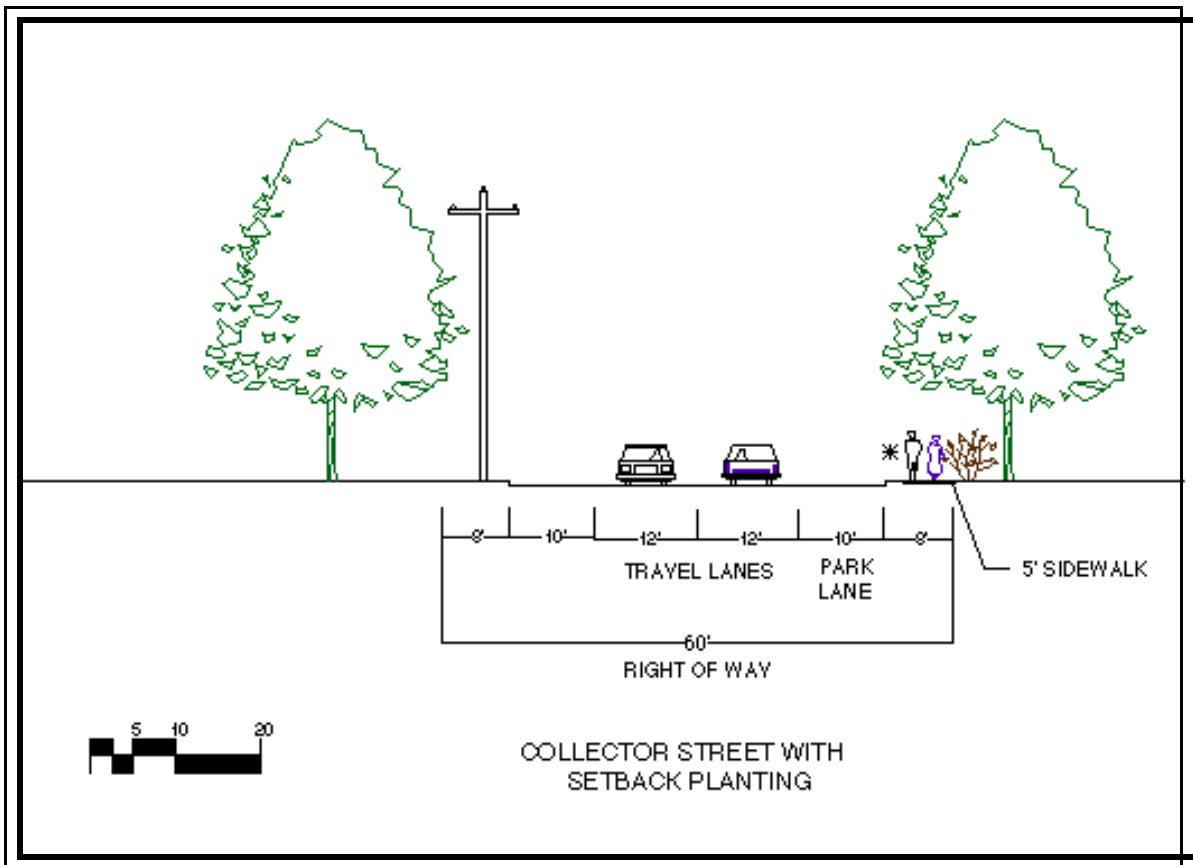 8' 10' 12' 12' 10' 8'
TRAVEL LANES
PARK
LANE
5' SIDEWALK
60'
RIGHT OF WAY
5 10 20
COLLECTOR STREET WITH
SETBACK PLANTING